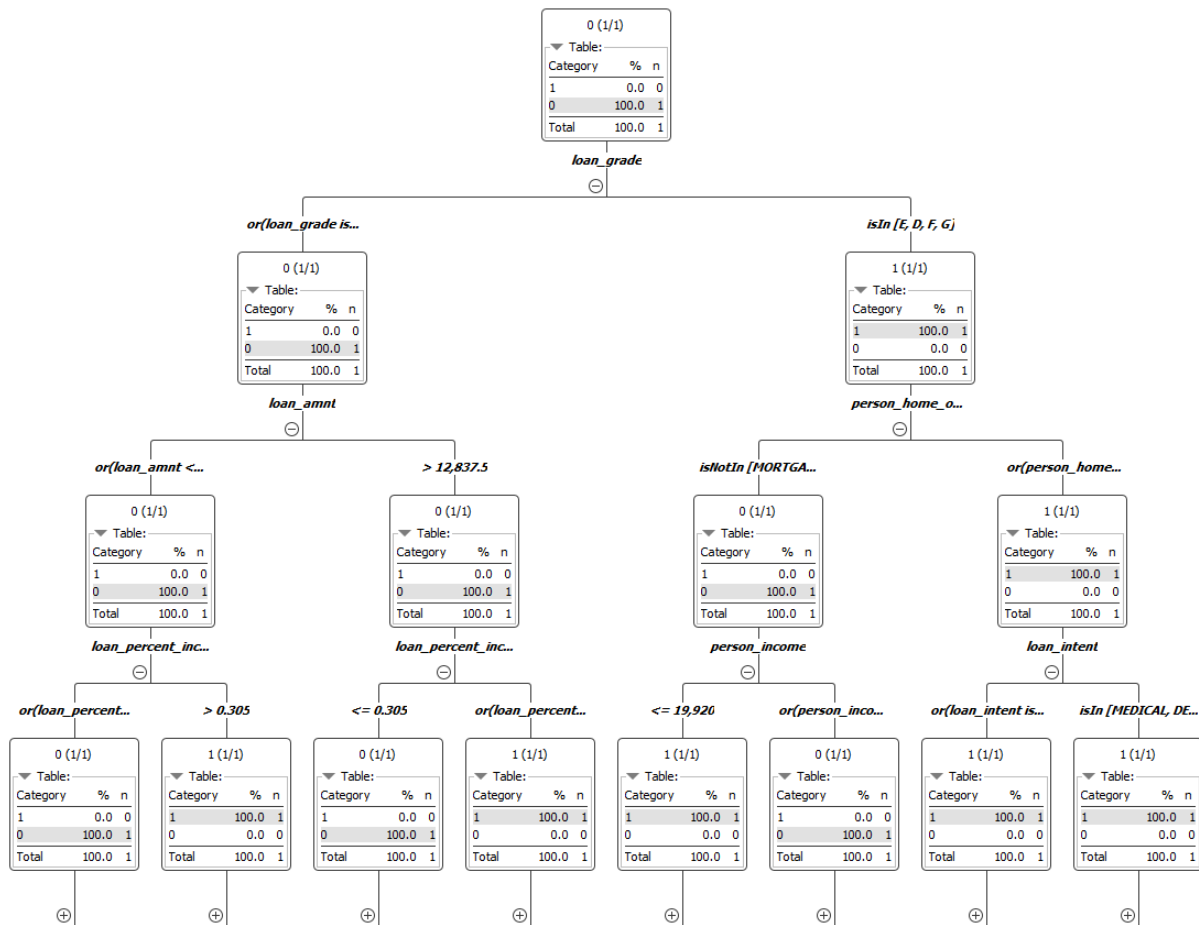 0 (1/1)
Table:
Category % n
1 0.0 0
0 100.0 1
Total 100.0 1
loan_grade
or(loan_grade is...
isIn [E, D, F, G]
0 (1/1)
Table:
Category % n
1 0.0 0
0 100.0 1
Total 100.0 1
loan_amnt
1 (1/1)
Table:
Category % n
1 100.0 1
0 0.0 0
Total 100.0 1
person_home_o...
or(loan_amnt <...
> 12,837.5
isNotIn [MORTGA...
or(person_home...
0 (1/1)
Table:
Category % n
1 0.0 0
0 100.0 1
Total 100.0 1
loan_percent_inc...
0 (1/1)
Table:
Category % n
1 0.0 0
0 100.0 1
Total 100.0 1
loan_percent_inc...
0 (1/1)
Table:
Category % n
1 0.0 0
0 100.0 1
Total 100.0 1
person_income
1 (1/1)
Table:
Category % n
1 100.0 1
0 0.0 0
Total 100.0 1
loan_intent
or(loan_percent...
> 0.305
<= 0.305
or(loan_percent...
<= 19,920
or(person_inco...
or(loan_intent is...
isIn [MEDICAL, DE...
0 (1/1)
Table:
Category % n
1 0.0 0
0 100.0 1
Total 100.0 1
1 (1/1)
Table:
Category % n
1 100.0 1
0 0.0 0
Total 100.0 1
0 (1/1)
Table:
Category % n
1 0.0 0
0 100.0 1
Total 100.0 1
1 (1/1)
Table:
Category % n
1 100.0 1
0 0.0 0
Total 100.0 1
1 (1/1)
Table:
Category % n
1 100.0 1
0 0.0 0
Total 100.0 1
0 (1/1)
Table:
Category % n
1 0.0 0
0 100.0 1
Total 100.0 1
1 (1/1)
Table:
Category % n
1 100.0 1
0 0.0 0
Total 100.0 1
1 (1/1)
Table:
Category % n
1 100.0 1
0 0.0 0
Total 100.0 1